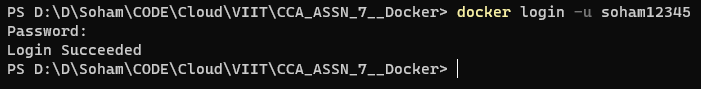 PS D:\D\Soham\CODE\Cloud\VIIT\CCA_ASSN_7__Docker> docker login -u soham12345
Password:
Login Succeeded
PS D:\D\Soham\CODE\Cloud\VIIT\CCA_ASSN_7__Docker>